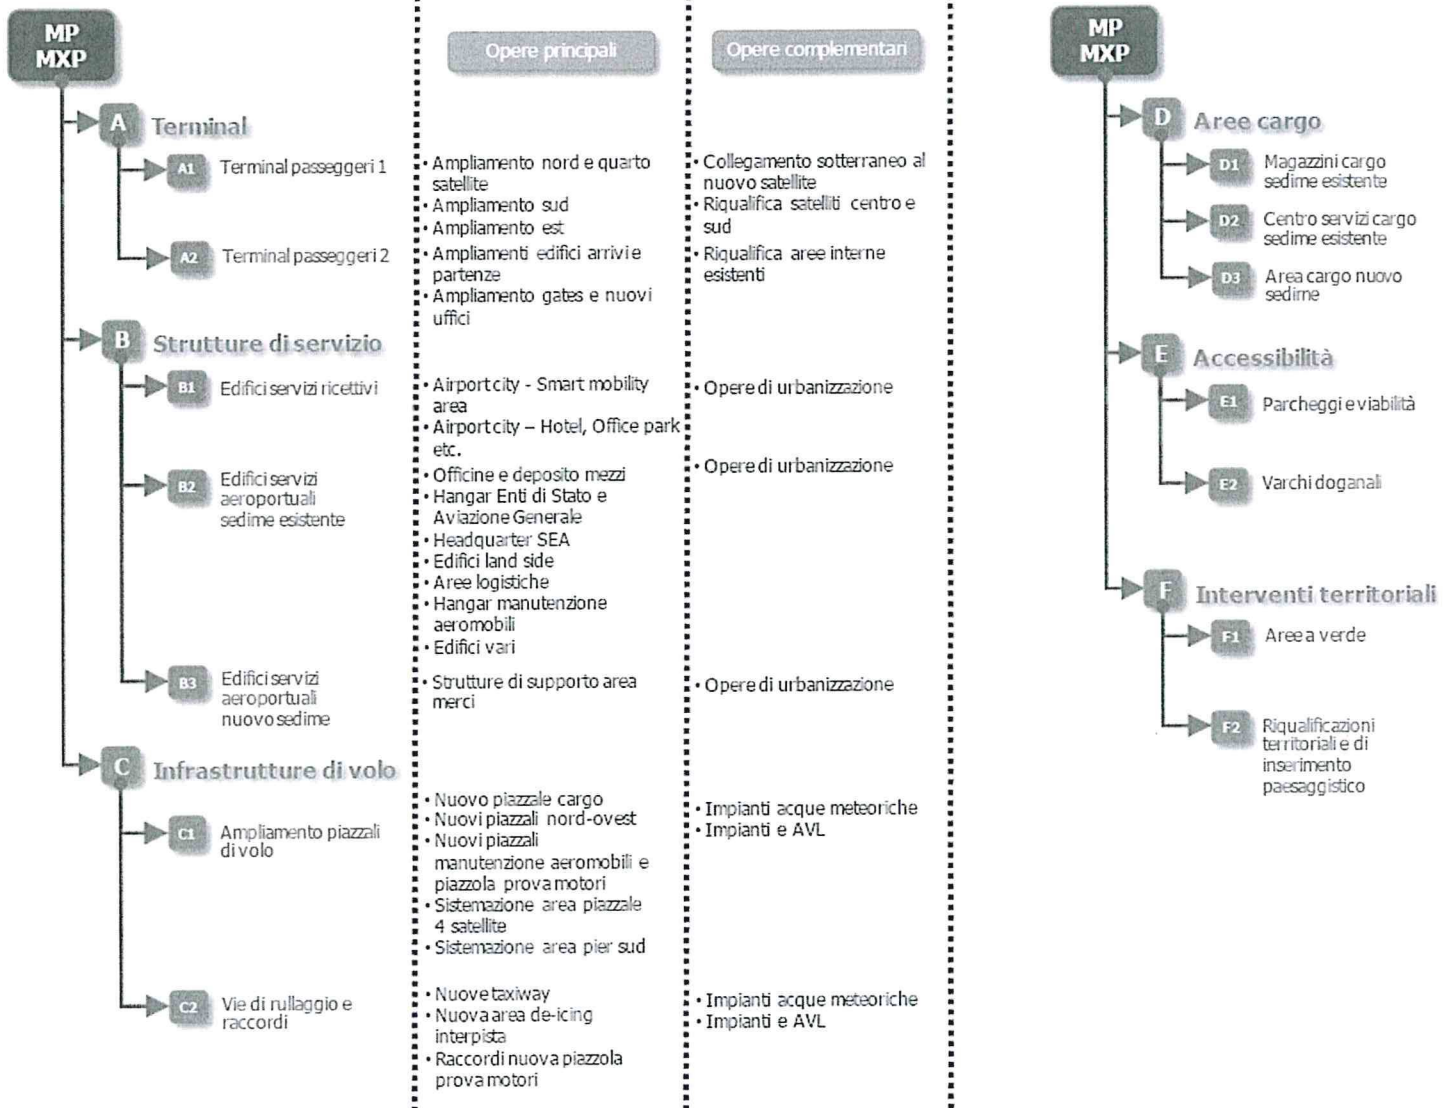 MP
MXP
A
Terminal
A1
Terminal passeggeri 1
A2
Terminal passeggeri 2
B
Strutture di servizio
B1
Edifici servizi ricettivi
B2
Edifici servizi
aeroportuali
sedime esistente
B3
Edifici servizi
aeroportuali
nuovo sedime
C
Infrastrutture di volo
C1
Ampliamento piazzali
di volo
C2
Vie di rullaggio e
raccordi
Opere principali
• Ampliamento nord e quarto
satellite
• Ampliamento sud
• Ampliamento est
• Ampliamenti edifici arrivi e
partenze
• Ampliamento gates e nuovi
uffici
• Airport city - Smart mobility
area
• Airport city – Hotel, Office park
etc.
• Officine e deposito mezzi
• Hangar Enti di Stato e
Aviazione Generale
• Headquarter SEA
• Edifici land side
• Aree logistiche
• Hangar manutenzione
aeromobili
• Edifici vari
• Strutture di supporto area
merci
• Nuovo piazzale cargo
• Nuovi piazzali nord-ovest
• Nuovi piazzali
manutenzione aeromobili e
piazzola prova motori
• Sistemazione area piazzale
4 satellite
• Sistemazione area pier sud
• Nuove taxiway
• Nuova area de-icing
interpista
• Raccordi nuova piazzola
prova motori
Opere complementari
• Collegamento sotterraneo al
nuovo satellite
• Riqualifica satelliti centro e
sud
• Riqualifica aree interne
esistenti
• Opere di urbanizzazione
• Opere di urbanizzazione
• Opere di urbanizzazione
• Impianti acque meteoriche
• Impianti e AVL
• Impianti acque meteoriche
• Impianti e AVL
MP
MXP
D
Aree cargo
D1
Magazzini cargo
sedime esistente
D2
Centro servizi cargo
sedime esistente
D3
Area cargo nuovo
sedime
E
Accessibilità
E1
Parcheggi e viabilità
E2
Varchi doganali
F
Interventi territoriali
F1
Aree a verde
F2
Riqualificazioni
territoriali e di
inserimento
paesaggistico